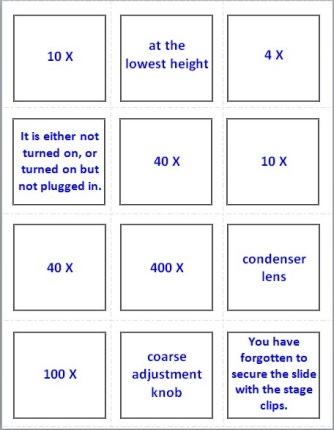 10 X
at the
lowest height
4 X
It is either not
turned on, or
turned on but
not plugged in.
40 X
10 X
40 X
400 X
condenser
lens
100 X
coarse
adjustment
knob
You have
forgotten to
secure the slide
with the stage
clips.